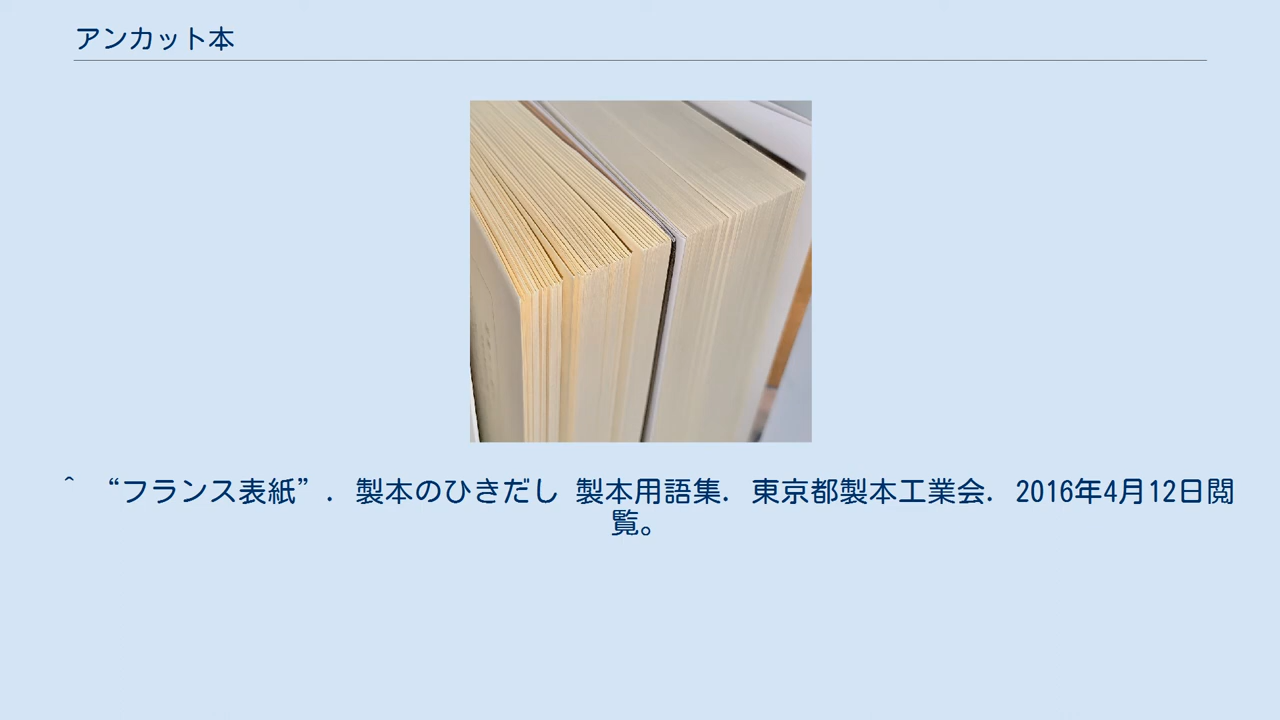 アンカット本
^ “フランス表紙”. 製本のひきだし 製本用語集. 東京都製本工業会. 2016年4月12日閲
覧。